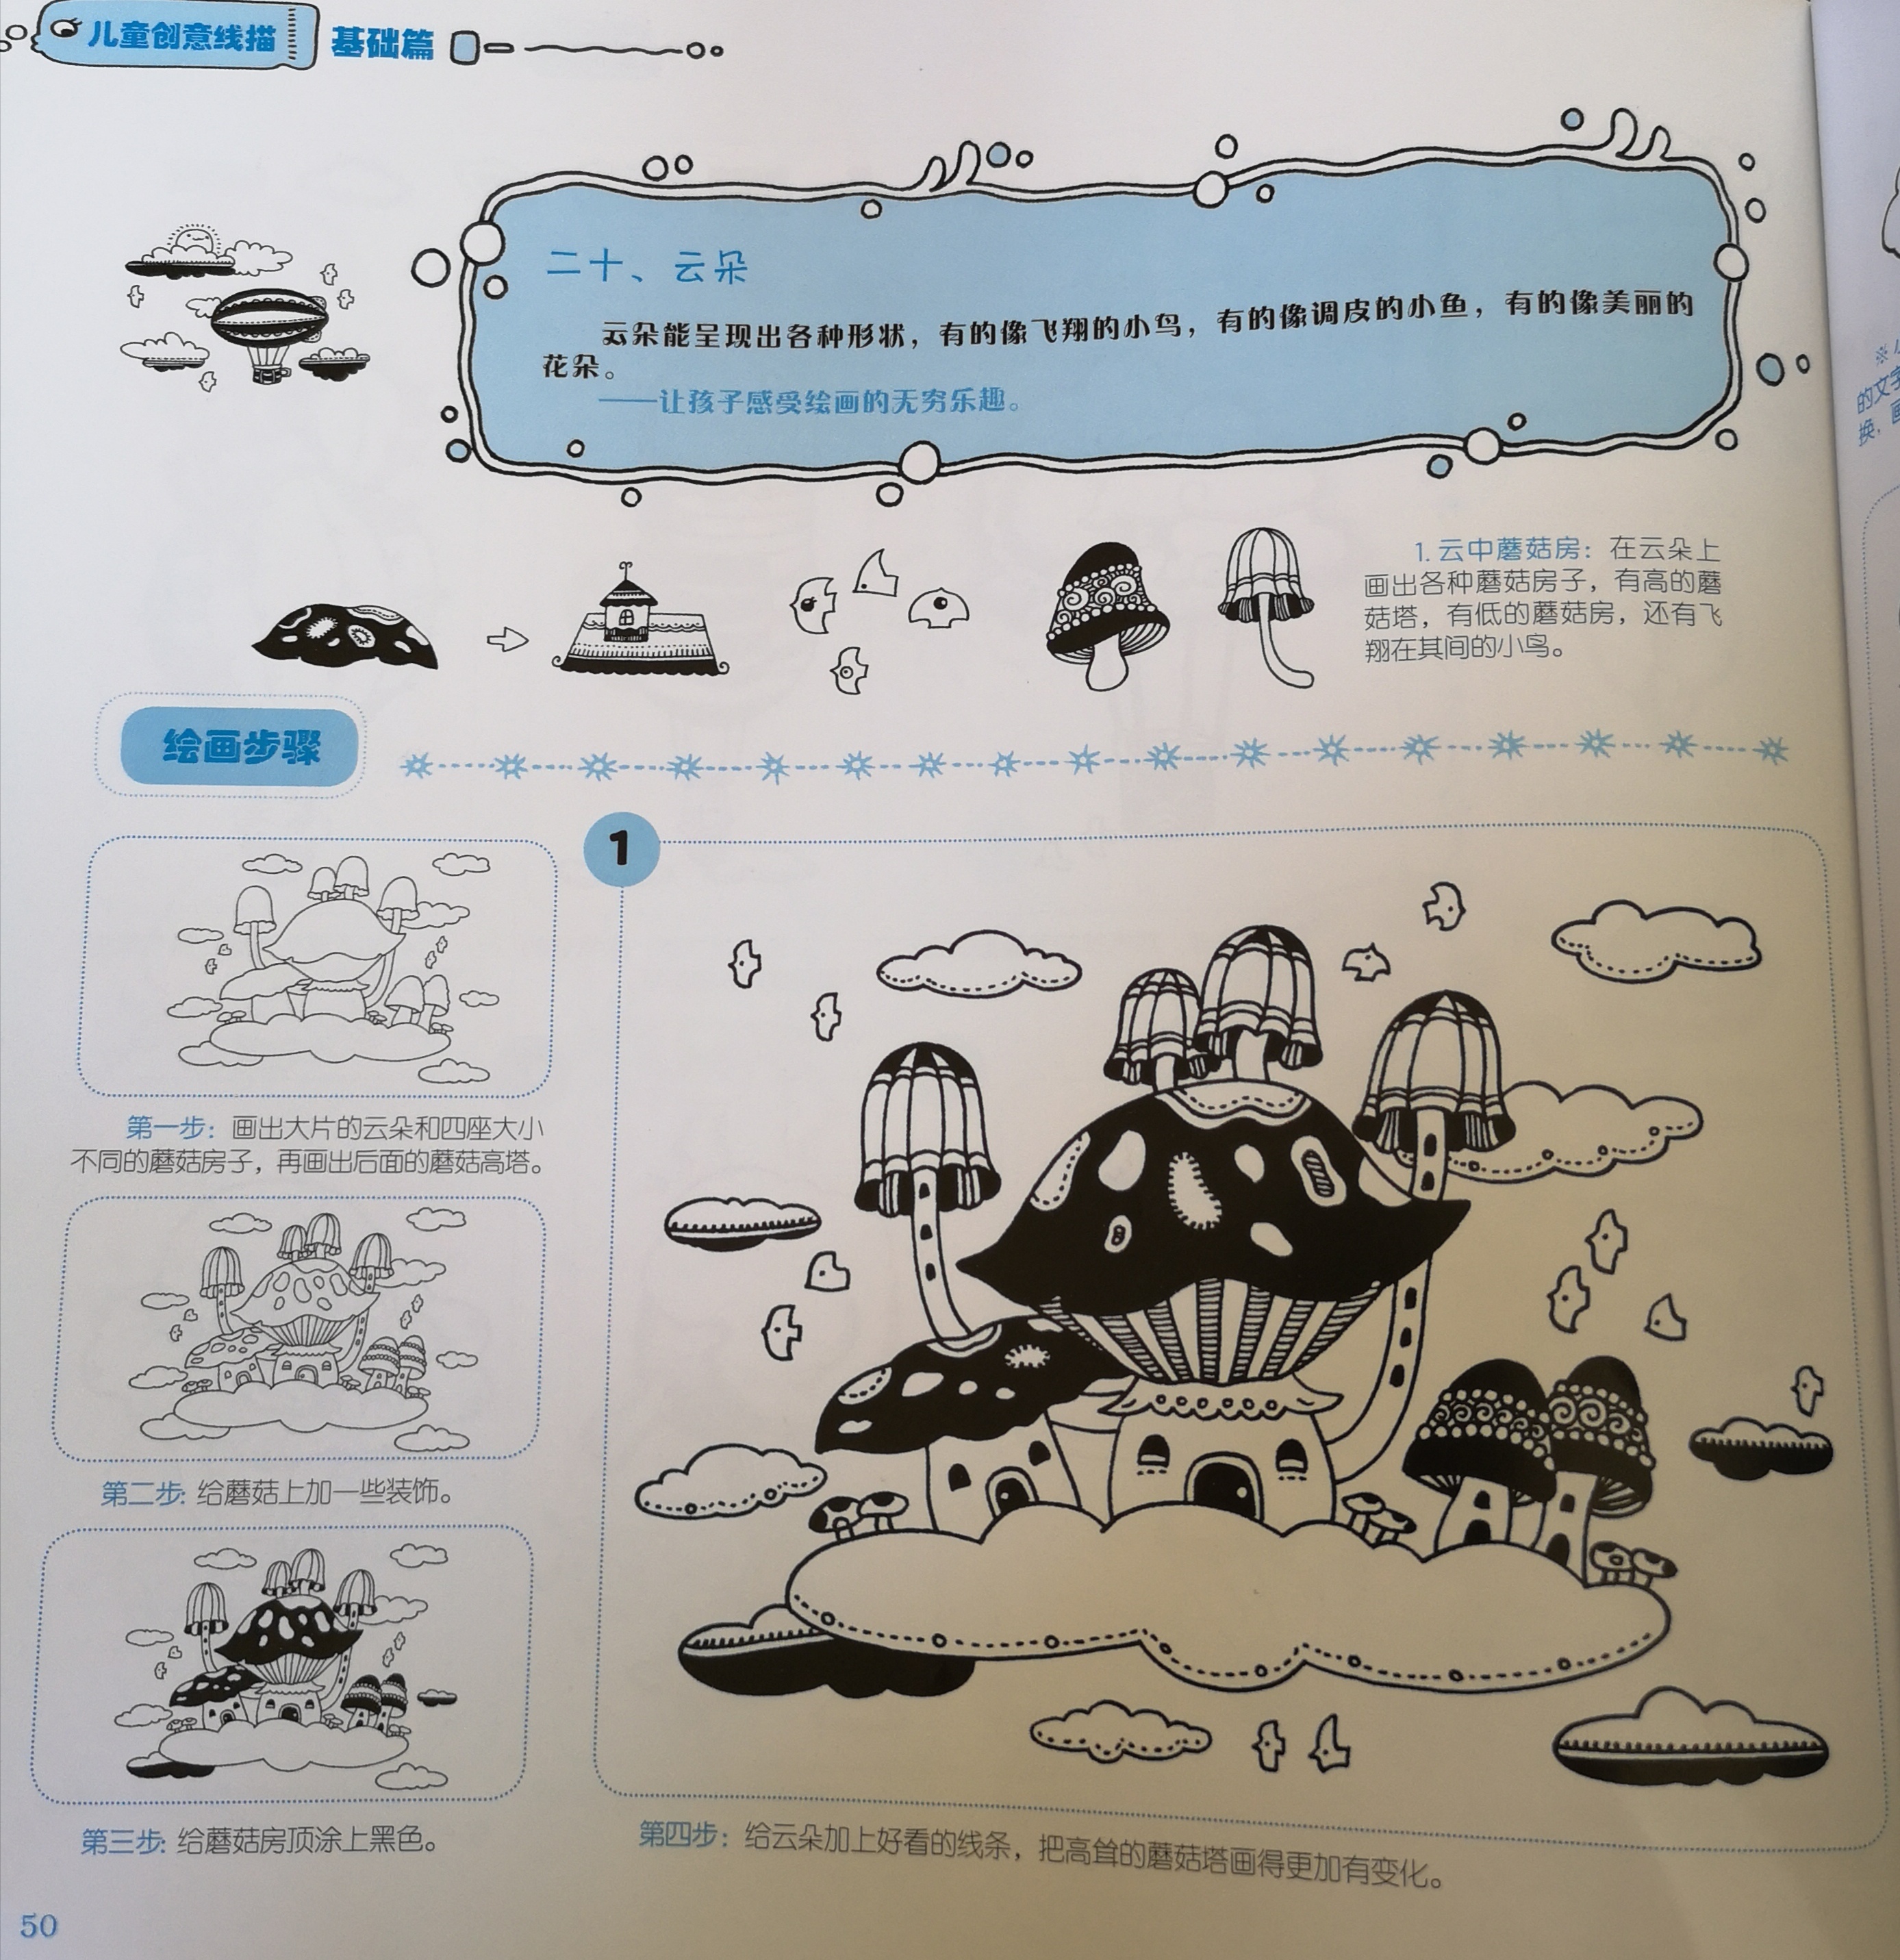 儿童创意线描 基础篇
二十、云朵
云朵能呈现出各种形状，有的像飞翔的小鸟，有的像调皮的小鱼，有的像美丽的
花朵。
——让孩子感受绘画的无穷乐趣。
1.云中蘑菇房：在云朵上
画出各种蘑菇房子，有高的蘑
菇塔，有低的蘑菇房，还有飞
翔在其间的小鸟。
绘画步骤
第一步：画出大片的云朵和四座大小
不同的蘑菇房子，再画出后面的蘑菇高塔。
第二步：给蘑菇上加一些装饰。
第三步：给蘑菇房顶涂上黑色。
1
第四步：给云朵加上好看的线条，把高耸的蘑菇塔画得更加有变化。
50
的文字
换，